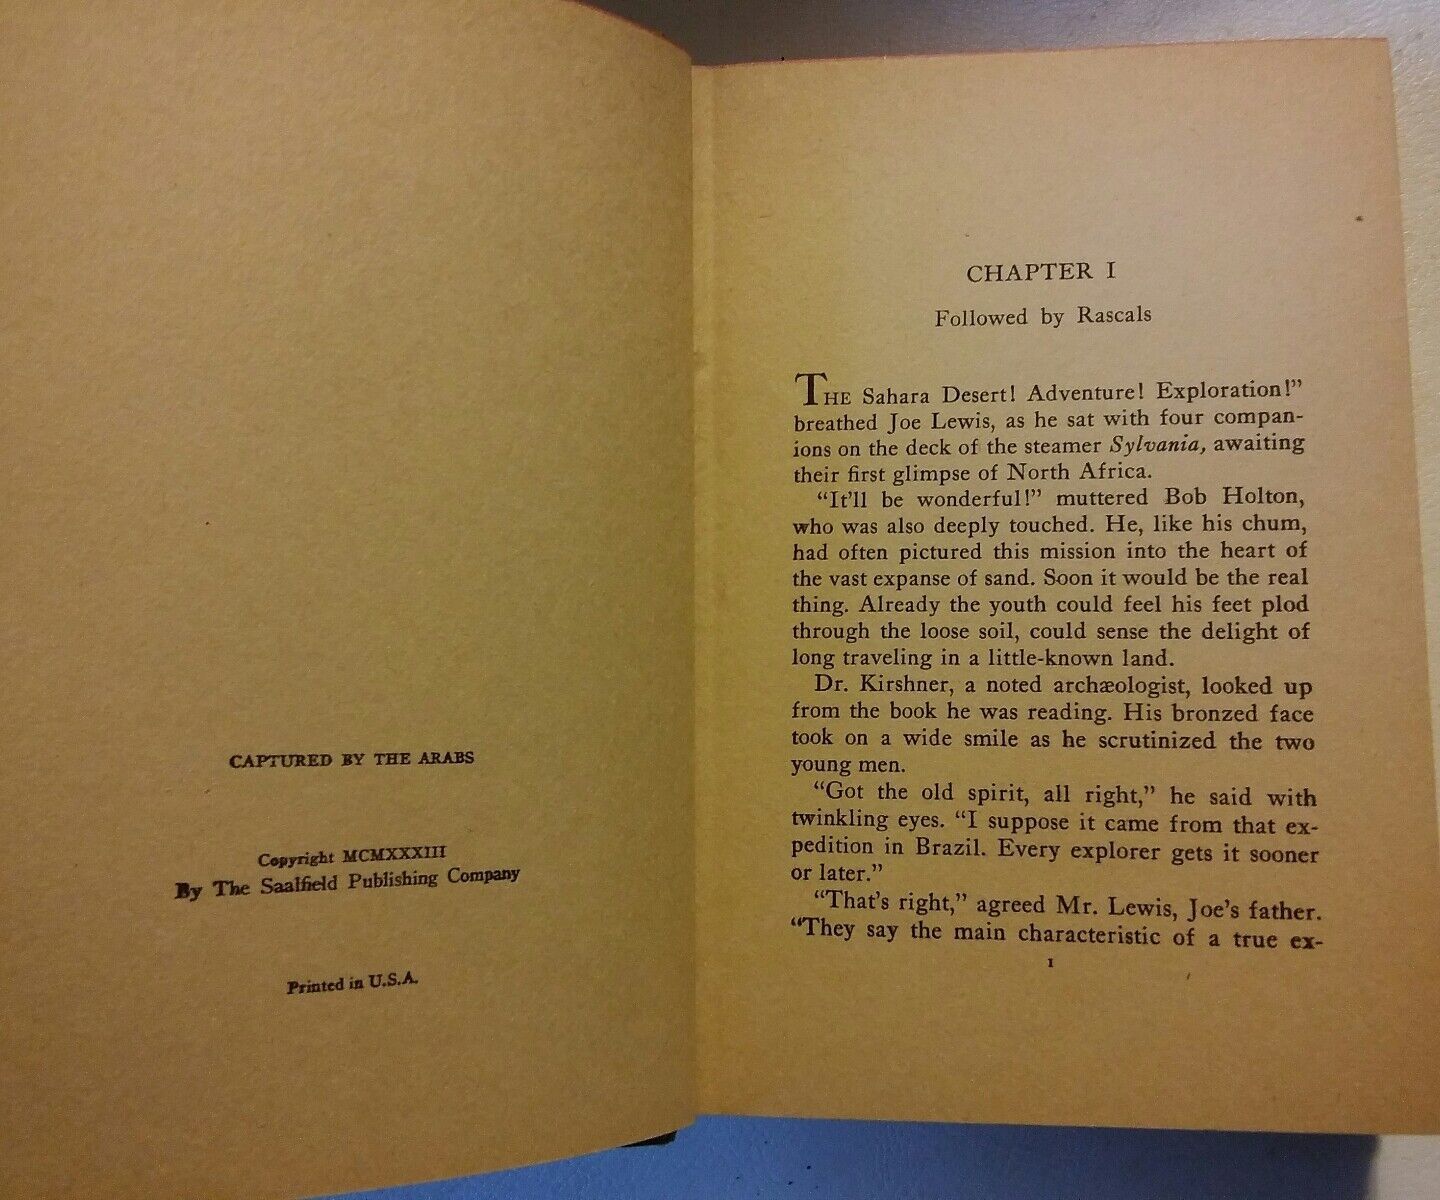 CAPTURED BY THE ARABS
Copyright MCMXXXIII
By The Saalfield Publishing Company
Printed in U.S.A.
CHAPTER I
Followed by Rascals
THE Sahara Desert! Adventure! Exploration!”
breathed Joe Lewis, as he sat with four compan-
ions on the deck of the steamer Sylvania, awaiting
their first glimpse of North Africa.
“It’ll be wonderful!” muttered Bob Holton,
who was also deeply touched. He, like his chum,
had often pictured this mission into the heart of
the vast expanse of sand. Soon it would be the real
thing. Already the youth could feel his feet plod
through the loose soil, could sense the delight of
long traveling in a little-known land.
Dr. Kirshner, a noted archæologist, looked up
from the book he was reading. His bronzed face
took on a wide smile as he scrutinized the two
young men.
“Got the old spirit, all right,” he said with
twinkling eyes. “I suppose it came from that ex-
pedition in Brazil. Every explorer gets it sooner
or later.”
“That’s right,” agreed Mr. Lewis, Joe’s father.
“They say the main characteristic of a true ex-
1